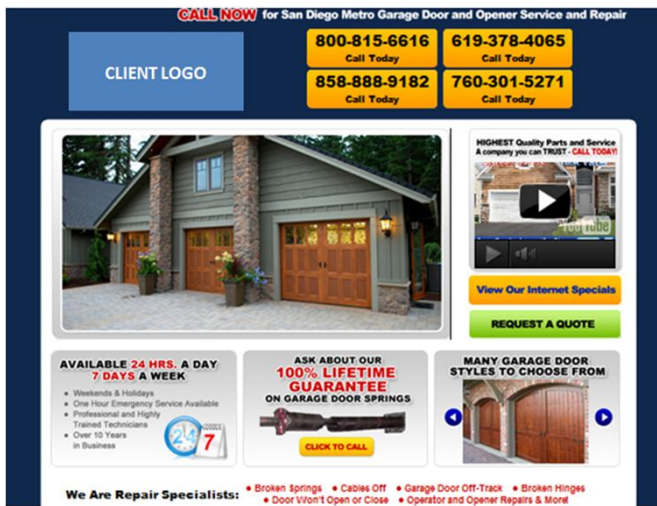 CALL NOW for San Diego Metro Garage Door and Opener Service and Repair
CLIENT LOGO
800-815-6616
Call Today
619-378-4065
Call Today
858-888-9182
Call Today
760-301-5271
Call Today
HIGHEST Quality Parts and Service
A company you can TRUST - CALL TODAY!
YouTube
View Our Internet Specials
REQUEST A QUOTE
AVAILABLE 24 HRS. A DAY
7 DAYS A WEEK
• Weekends & Holidays
• One Hour Emergency Service Available
• Professional and Highly
Trained Technicians
• Over 10 Years
in Business
24
7
ASK ABOUT OUR
100% LIFETIME
GUARANTEE
ON GARAGE DOOR SPRINGS
CLICK TO CALL
MANY GARAGE DOOR
STYLES TO CHOOSE FROM
We Are Repair Specialists:
• Broken Springs • Cables Off • Garage Door Off-Track • Broken Hinges
• Door Won't Open or Close • Operator and Opener Repairs & More!